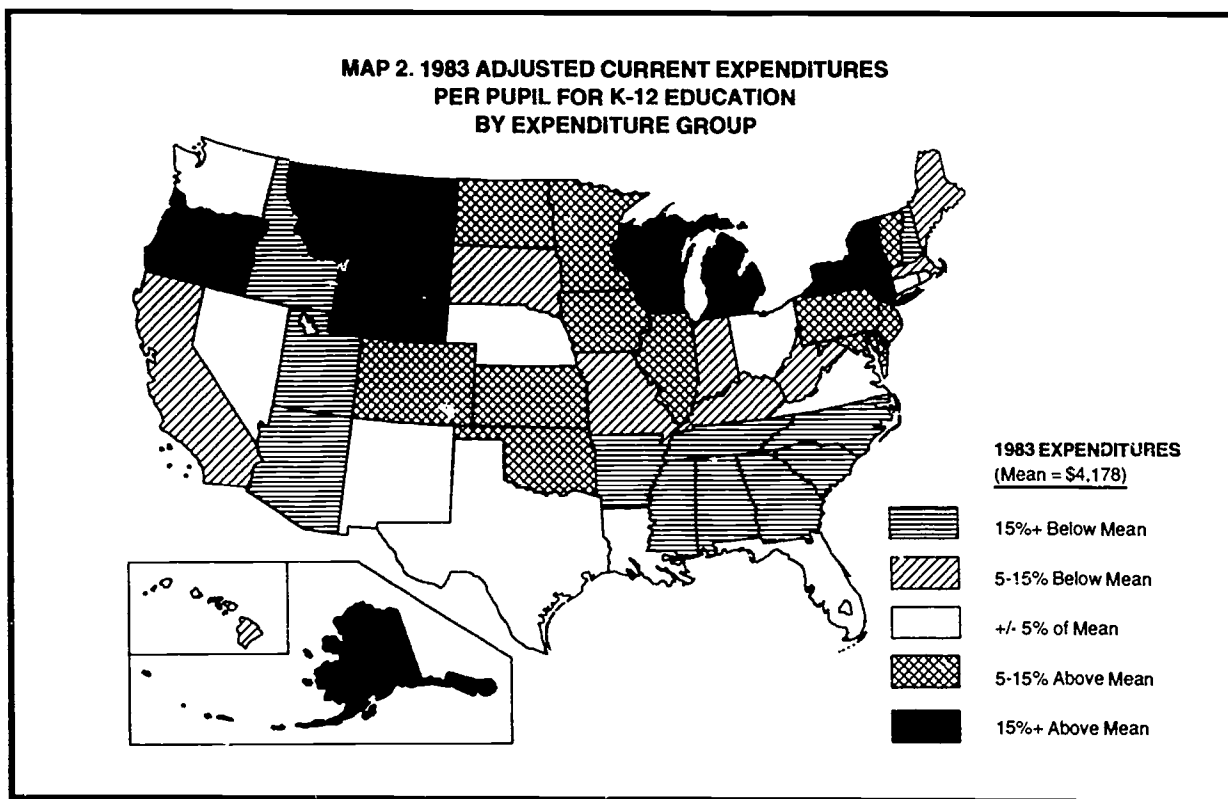 MAP 2. 1983 ADJUSTED CURRENT EXPENDITURES
PER PUPIL FOR K-12 EDUCATION
BY EXPENDITURE GROUP
1983 EXPENDITURES
(Mean = $4,178)
15%+ Below Mean
5-15% Below Mean
+/- 5% of Mean
5-15% Above Mean
15%+ Above Mean